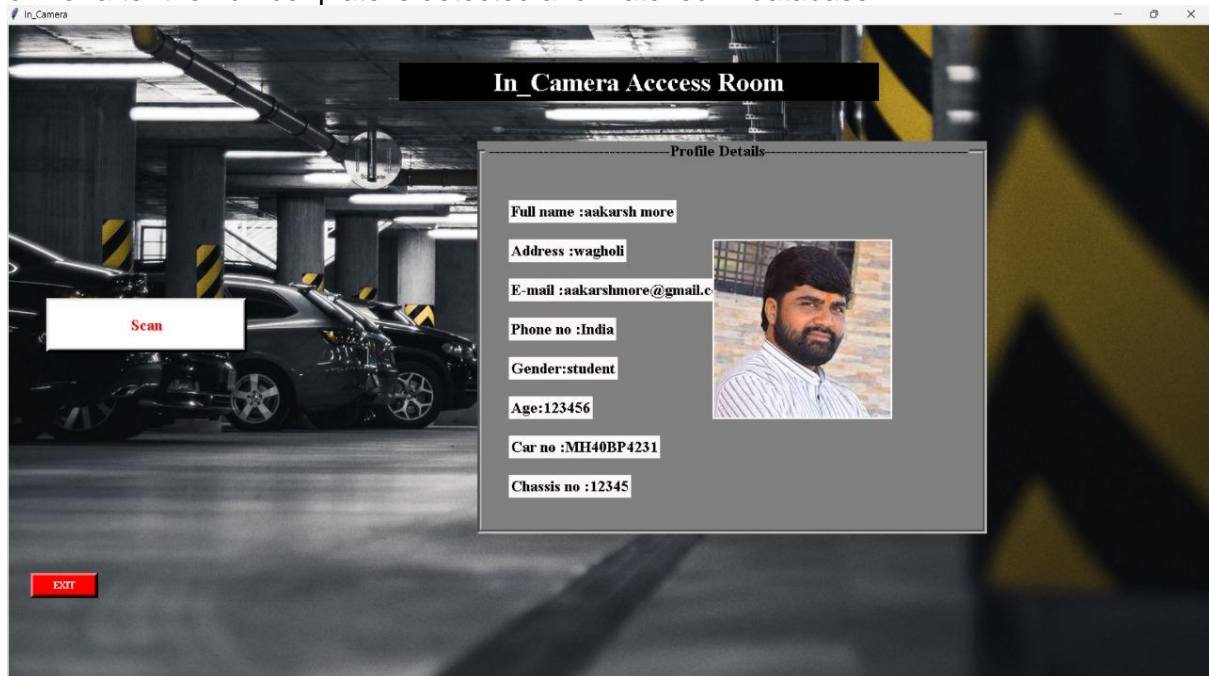 In_Camera
In_Camera Acccess Room
Profile Details
Full name :aakarsh more
Address :wagholi
E-mail :aakarshmore@gmail.c
Scan
Phone no :India
Gender:student
Age:123456
Car no :MH40BP4231
Chassis no :12345
EXIT